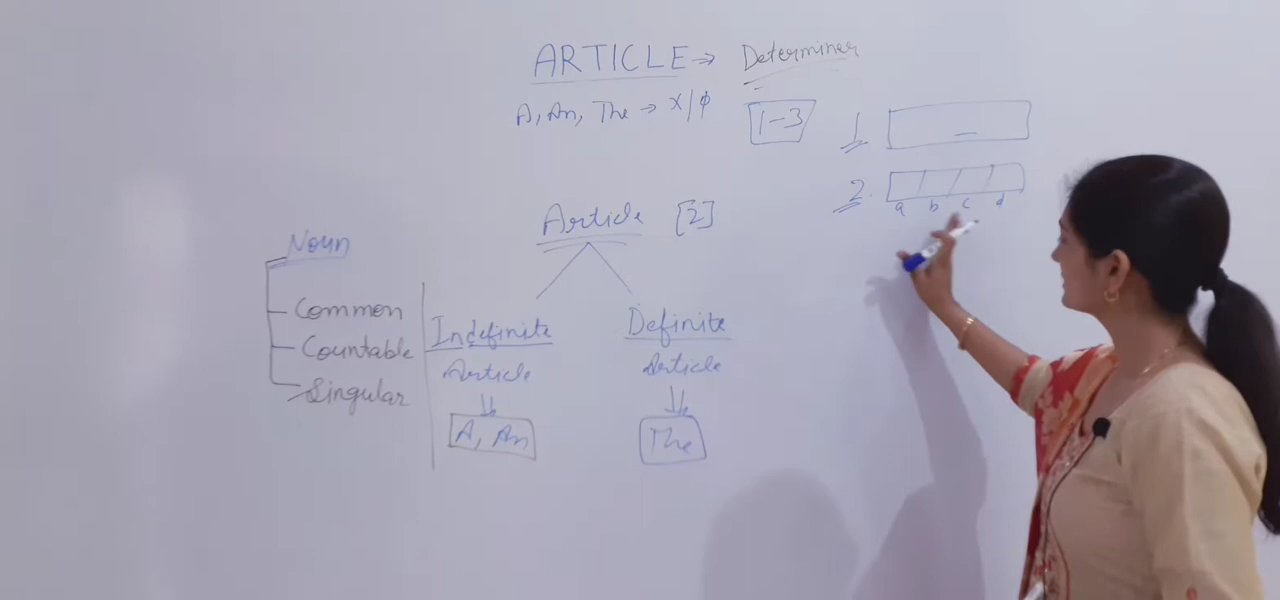 ARTICLE → Determiner
A, An, The → X/ϕ
1-3
1
2.
a b c d
Article [2]
Noun
Common
Countable
Singular
Indefinite
Article
A, An
Definite
Article
The